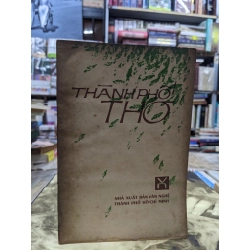 THÀNH PHỐ
THƠ
NHÀ XUẤT BẢN VĂN NGHỆ
THÀNH PHỐ HỒ CHÍ MINH